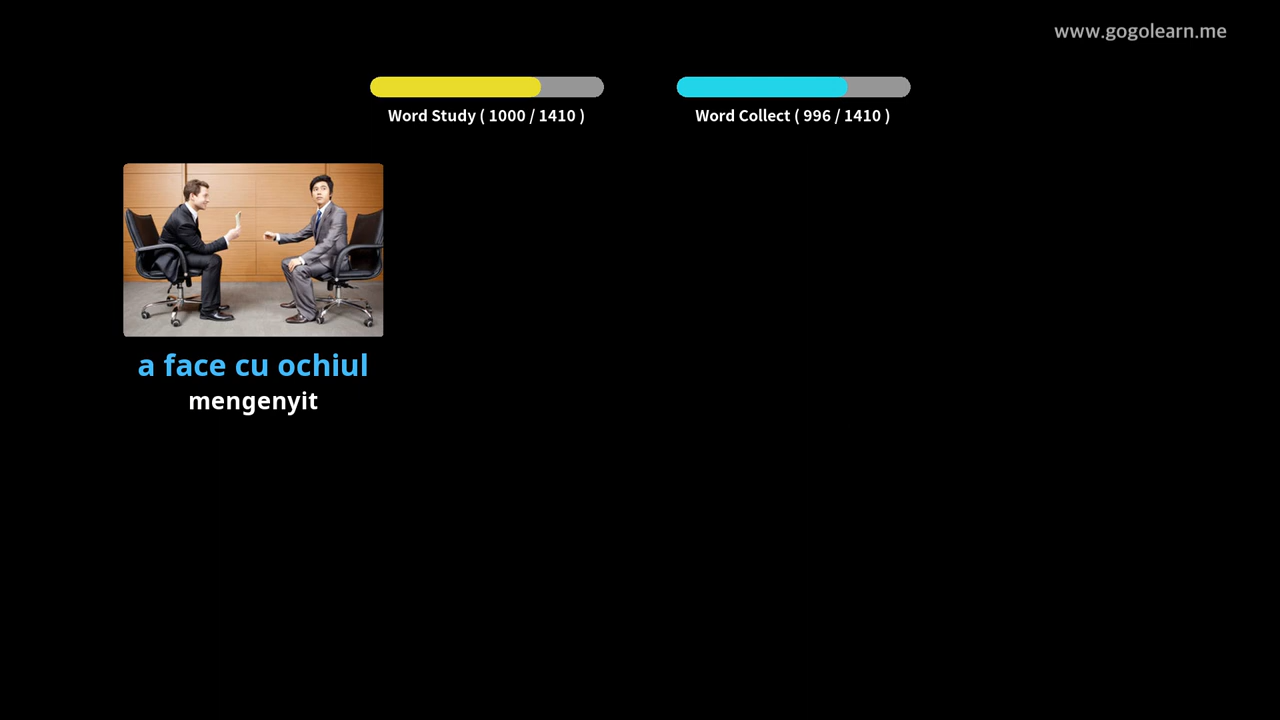 www.gogolearn.me
Word Study ( 1000 / 1410 )
Word Collect ( 996 / 1410 )
a face cu ochiul
mengenyit